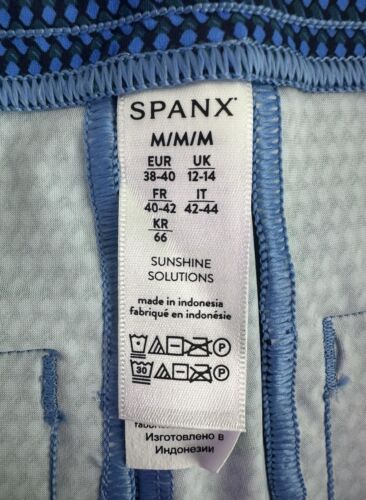 SPANX
M/M/M
EUR UK
38-40 12-14
FR IT
40-42 42-44
KR
66
SUNSHINE
SOLUTIONS
made in indonesia
fabriqué en indonésie
30
Изготовлено в
Индонезии